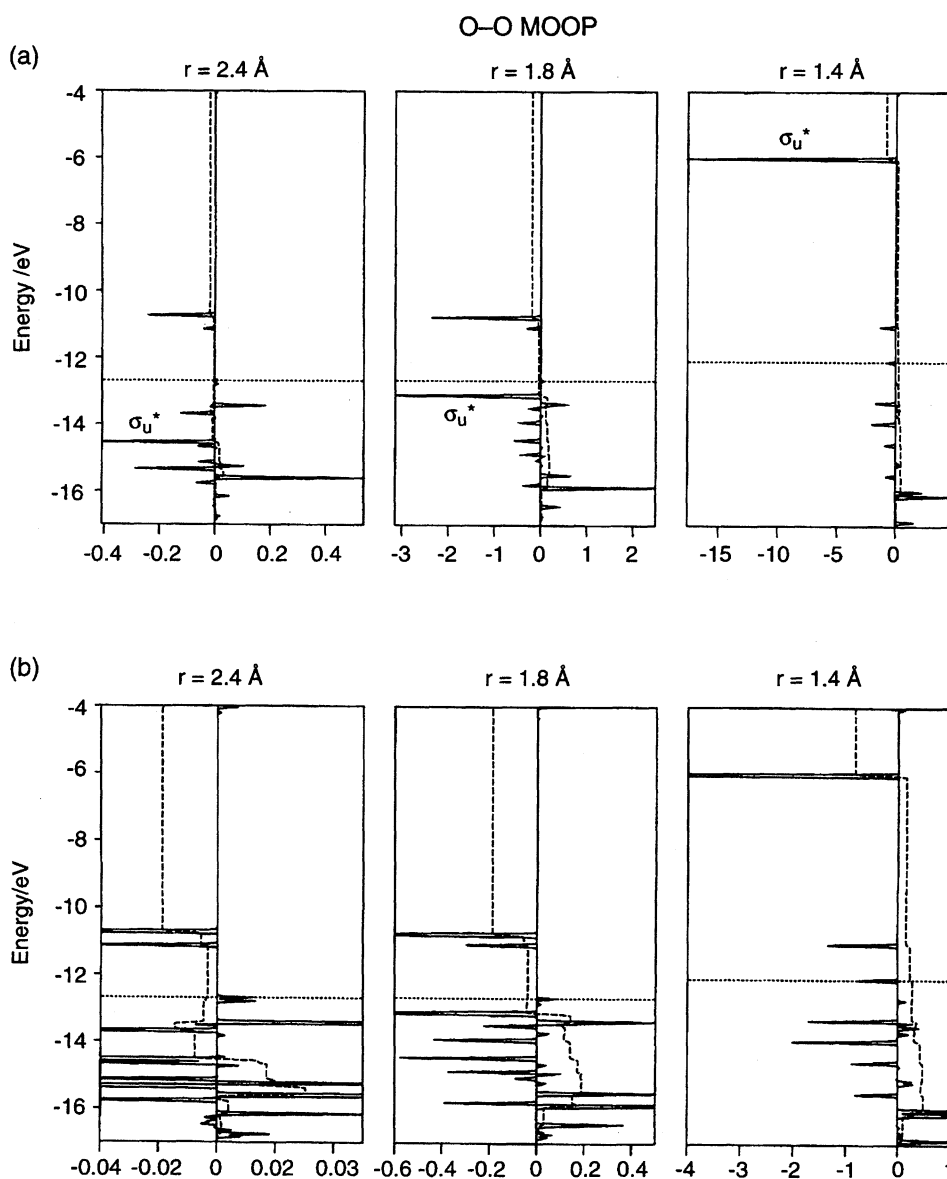 O–O MOOP
(a)
r = 2.4 Å
r = 1.8 Å
r = 1.4 Å
Energy /eV
-4
-6
-8
-10
-12
-14
-16
σu*
σu*
σu*
-0.4 -0.2 0 0.2 0.4
-3 -2 -1 0 1 2
-15 -10 -5 0
(b)
r = 2.4 Å
r = 1.8 Å
r = 1.4 Å
Energy/eV
-4
-6
-8
-10
-12
-14
-16
-0.04 -0.02 0 0.02 0.03
-0.6 -0.4 -0.2 0 0.2 0.4
-4 -3 -2 -1 0 1